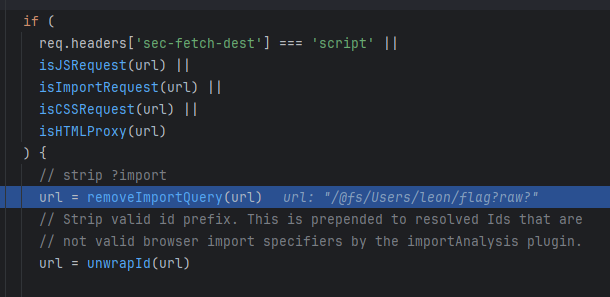 if (
req.headers['sec-fetch-dest'] === 'script' ||
isJSRequest(url) ||
isImportRequest(url) ||
isCSSRequest(url) ||
isHTMLProxy(url)
) {
// strip ?import
url = removeImportQuery(url)  url: "/@fs/Users/leon/flag?raw?"
// Strip valid id prefix. This is prepended to resolved Ids that are
// not valid browser import specifiers by the importAnalysis plugin.
url = unwrapId(url)